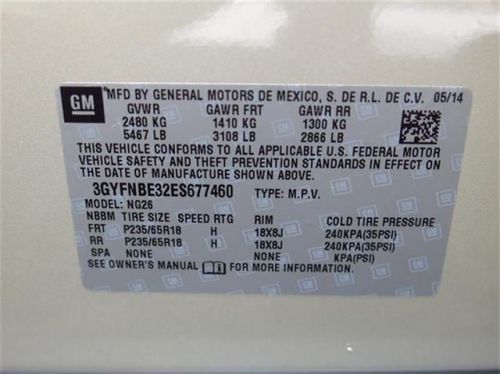 GM
*MFD BY GENERAL MOTORS DE MEXICO, S. DE R.L. DE C.V. 05/14
GVWR GAWR FRT GAWR RR
2480 KG 1410 KG 1300 KG
5467 LB 3108 LB 2866 LB
THIS VEHICLE CONFORMS TO ALL APPLICABLE U.S. FEDERAL MOTOR
VEHICLE SAFETY AND THEFT PREVENTION STANDARDS IN EFFECT ON
THE DATE OF MANUFACTURE SHOWN ABOVE.
3GYFNBE32ES677460 TYPE: M.P.V.
MODEL: NG26
NBBM TIRE SIZE SPEED RTG RIM COLD TIRE PRESSURE
FRT P235/65R18 H 18X8J 240KPA(35PSI)
RR P235/65R18 H 18X8J 240KPA(35PSI)
SPA NONE NONE KPA(PSI)
SEE OWNER'S MANUAL FOR MORE INFORMATION